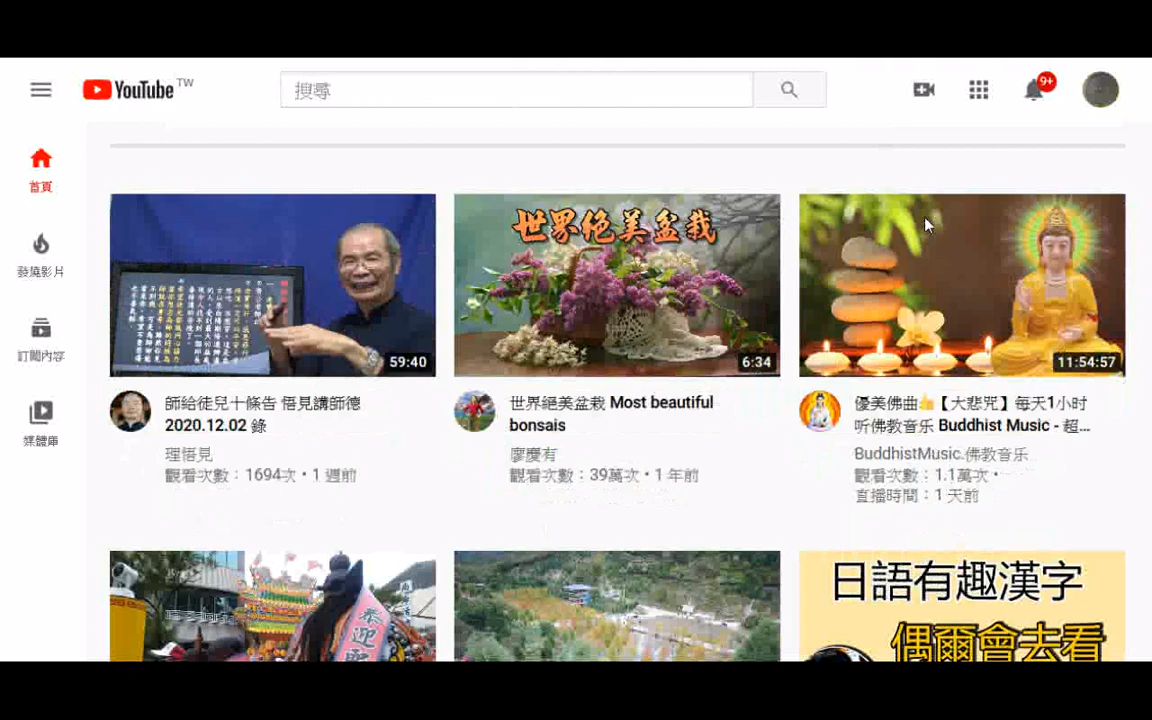 YouTube TW
搜尋
9+
首頁
發燒影片
訂閱內容
媒體庫
59:40
世界绝美盆栽
6:34
11:54:57
師給徒兒十條告 悟見講師德
2020.12.02 錄
理悟見
觀看次數：1694次・1 週前
世界絕美盆栽 Most beautiful
bonsais
廖慶有
觀看次數：39萬次・1 年前
優美佛曲👍【大悲咒】每天1小时
听佛教音乐 Buddhist Music - 超...
BuddhistMusic.佛教音乐
觀看次數：1.1萬次・
直播時間：1 天前
恭迎聖
日語有趣漢字
偶爾會去看